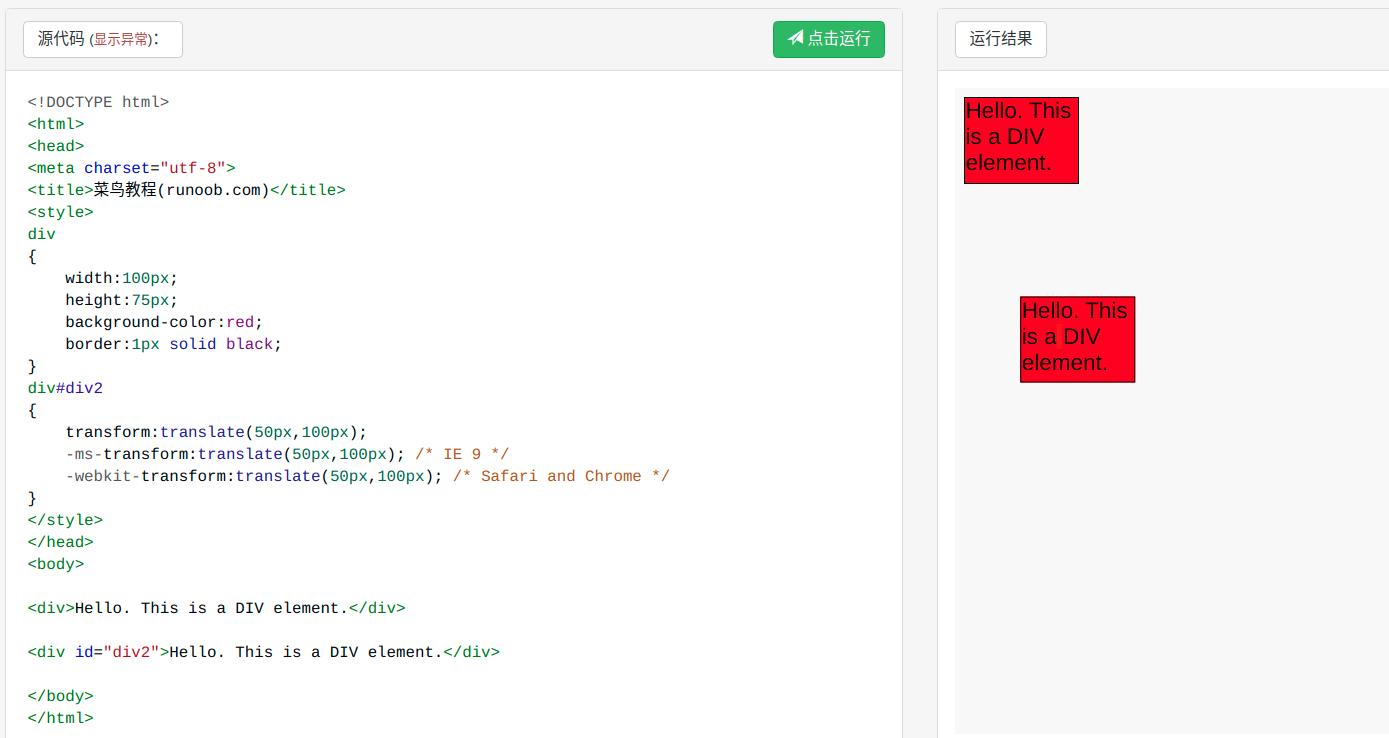 源代码 (显示异常)：
点击运行
<!DOCTYPE html>
<html>
<head>
<meta charset="utf-8">
<title>菜鸟教程(runoob.com)</title>
<style>
div
{
    width:100px;
    height:75px;
    background-color:red;
    border:1px solid black;
}
div#div2
{
    transform:translate(50px,100px);
    -ms-transform:translate(50px,100px); /* IE 9 */
    -webkit-transform:translate(50px,100px); /* Safari and Chrome */
}
</style>
</head>
<body>

<div>Hello. This is a DIV element.</div>

<div id="div2">Hello. This is a DIV element.</div>

</body>
</html>
运行结果
Hello. This
is a DIV
element.
Hello. This
is a DIV
element.